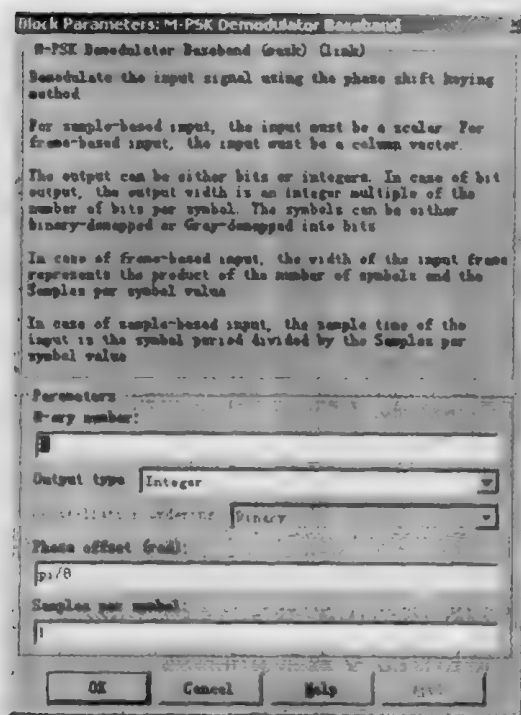 Block Parameters: M-PSK Demodulator Baseband
M-PSK Demodulator Baseband (mask) (link)
Demodulate the input signal using the phase shift keying
method
For sample-based input, the input must be a scalar. For
frame-based input, the input must be a column vector.
The output can be either bits or integers. In case of bit
output, the output width is an integer multiple of the
number of bits per symbol. The symbols can be either
binary-demapped or Gray-demapped into bits
In case of frame-based input, the width of the input frame
represents the product of the number of symbols and the
Samples per symbol value
In case of sample-based input, the sample time of the
input is the symbol period divided by the Samples per
symbol value
Parameters
M-ary number:
Output type Integer
ordering Binary
Phase offset (rad):
pi/8
Samples per symbol:
1
OK Cancel Help Apply